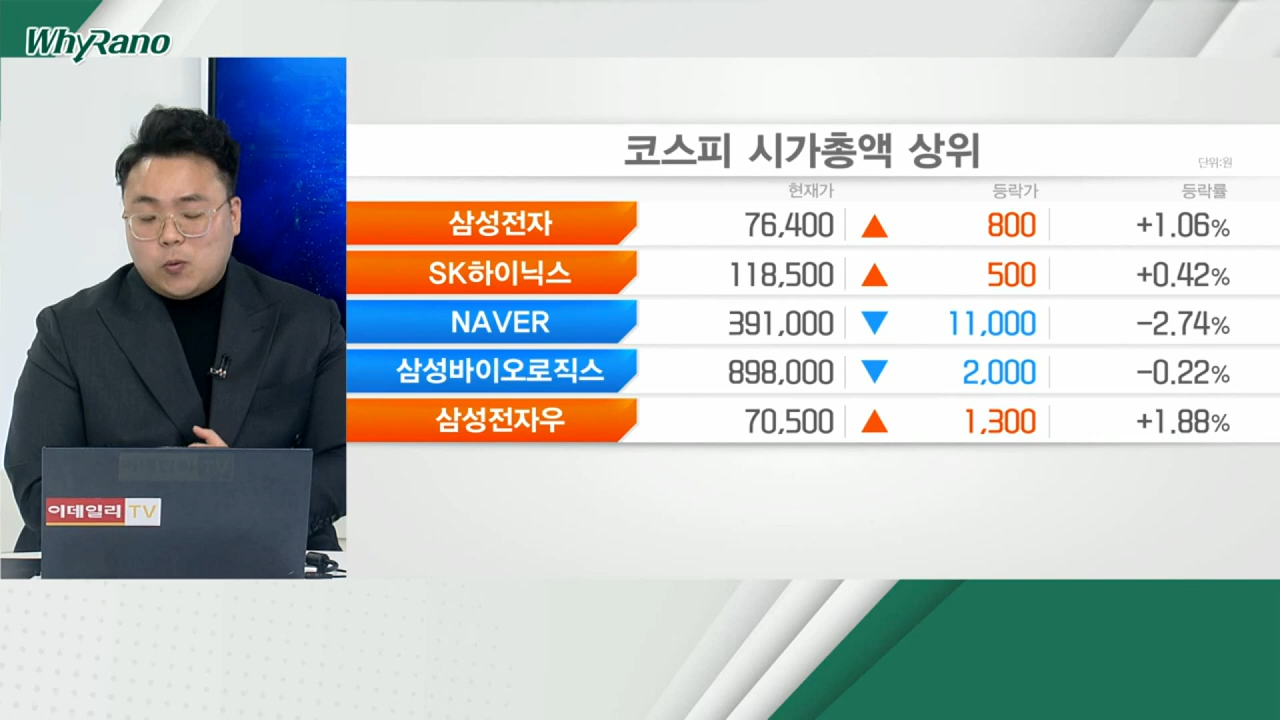 WhyRano
코스피 시가총액 상위
단위:원
현재가 등락가 등락률
삼성전자 76,400 ▲ 800 +1.06%
SK하이닉스 118,500 ▲ 500 +0.42%
NAVER 391,000 ▼ 11,000 -2.74%
삼성바이오로직스 898,000 ▼ 2,000 -0.22%
삼성전자우 70,500 ▲ 1,300 +1.88%
이데일리TV